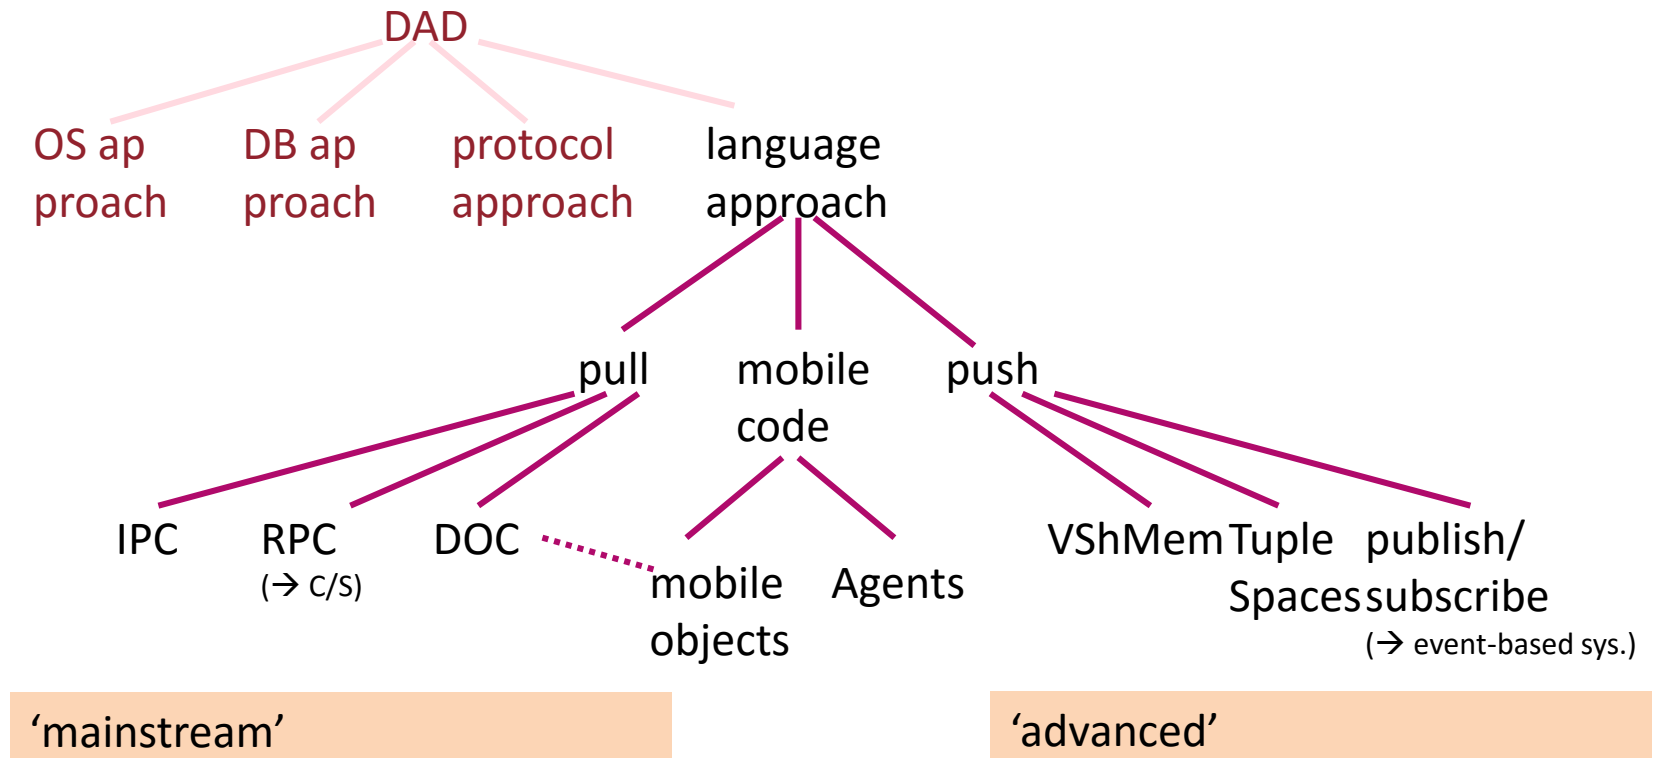 DAD
OS ap
proach
DB ap
proach
protocol
approach
language
approach
pull
mobile
code
push
IPC
RPC
(→ C/S)
DOC
mobile
objects
Agents
VShMem
Tuple
Spaces
publish/
subscribe
(→ event-based sys.)
‘mainstream’
‘advanced’